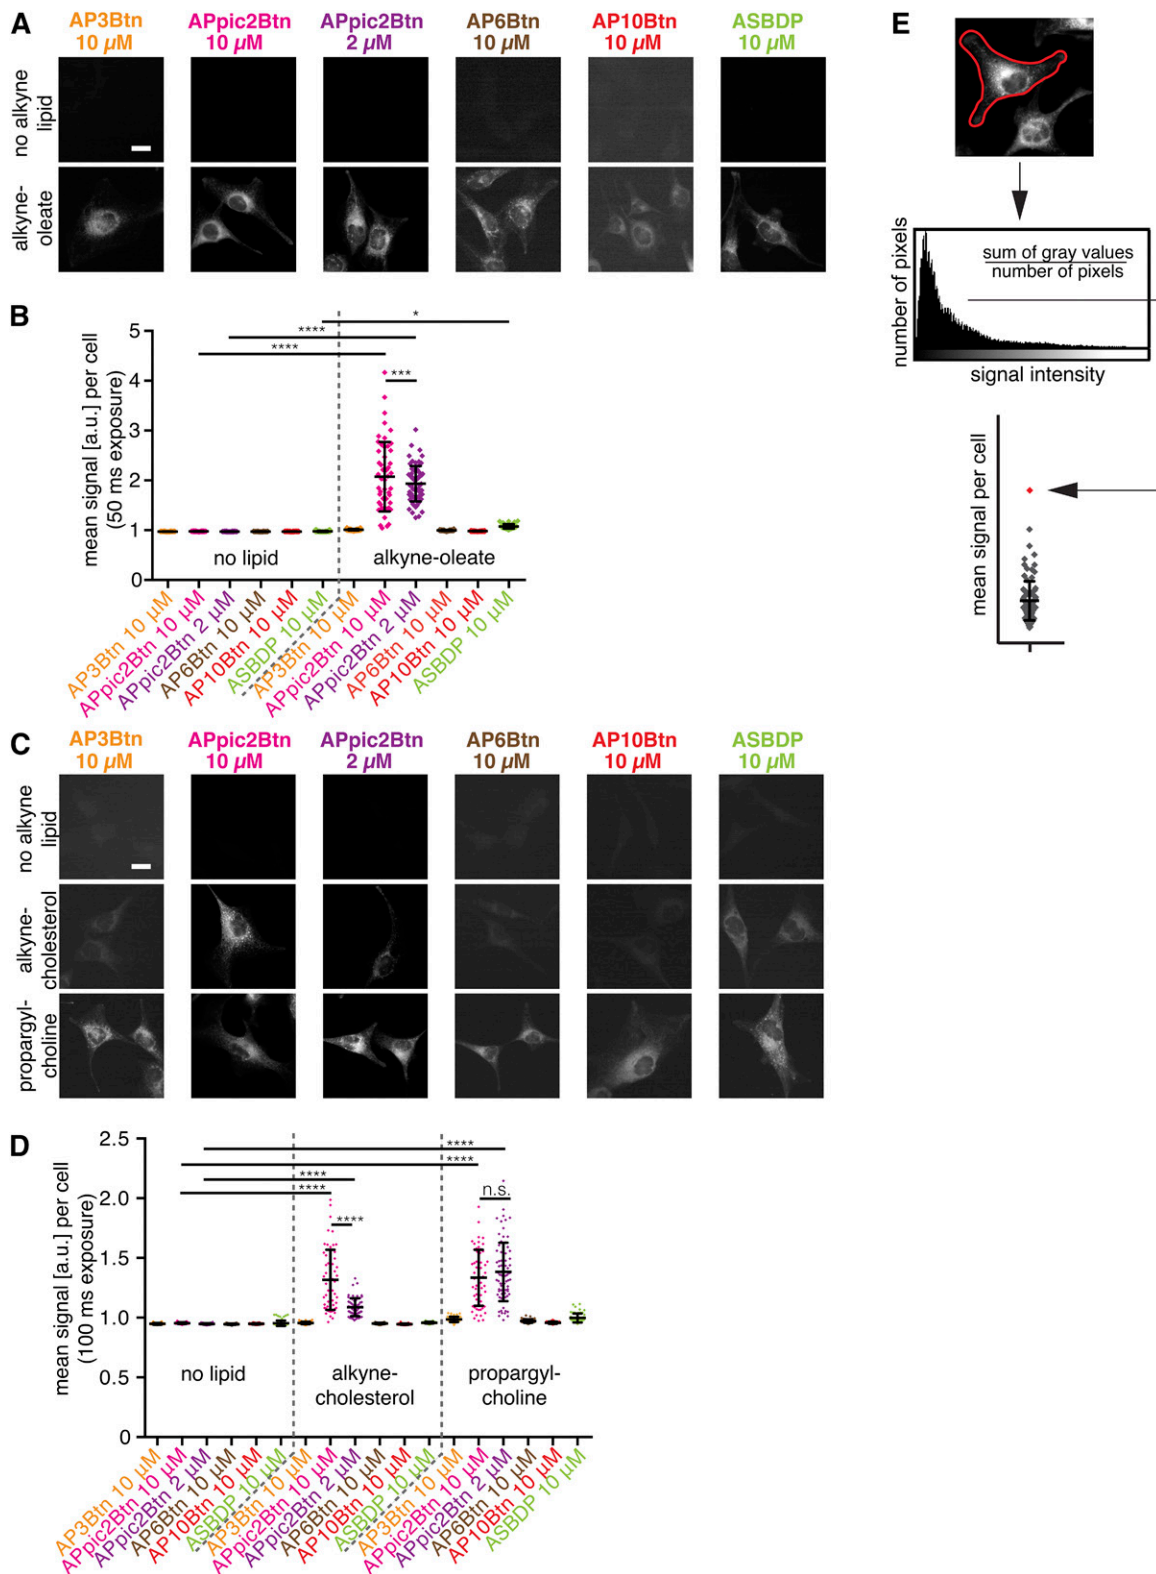 A
AP3Btn
10 µM
APpic2Btn
10 µM
APpic2Btn
2 µM
AP6Btn
10 µM
AP10Btn
10 µM
ASBDP
10 µM
no alkyne
lipid
alkyne-
oleate
B
mean signal [a.u.] per cell
(50 ms exposure)
5
4
3
2
1
0
*
****
****
***
no lipid
alkyne-oleate
AP3Btn 10 µM
APpic2Btn 10 µM
APpic2Btn 2 µM
AP6Btn 10 µM
AP10Btn 10 µM
ASBDP 10 µM
AP3Btn 10 µM
APpic2Btn 10 µM
APpic2Btn 2 µM
AP6Btn 10 µM
AP10Btn 10 µM
ASBDP 10 µM
C
AP3Btn
10 µM
APpic2Btn
10 µM
APpic2Btn
2 µM
AP6Btn
10 µM
AP10Btn
10 µM
ASBDP
10 µM
no alkyne
lipid
alkyne-
cholesterol
propargyl-
choline
D
mean signal [a.u.] per cell
(100 ms exposure)
2.5
2.0
1.5
1.0
0.5
0
****
****
****
****
****
n.s.
no lipid
alkyne-
cholesterol
propargyl-
choline
AP3Btn 10 µM
APpic2Btn 10 µM
APpic2Btn 2 µM
AP6Btn 10 µM
AP10Btn 10 µM
ASBDP 10 µM
AP3Btn 10 µM
APpic2Btn 10 µM
APpic2Btn 2 µM
AP6Btn 10 µM
AP10Btn 10 µM
ASBDP 10 µM
AP3Btn 10 µM
APpic2Btn 10 µM
APpic2Btn 2 µM
AP6Btn 10 µM
AP10Btn 10 µM
ASBDP 10 µM
E
number of pixels
sum of gray values
number of pixels
signal intensity
mean signal per cell